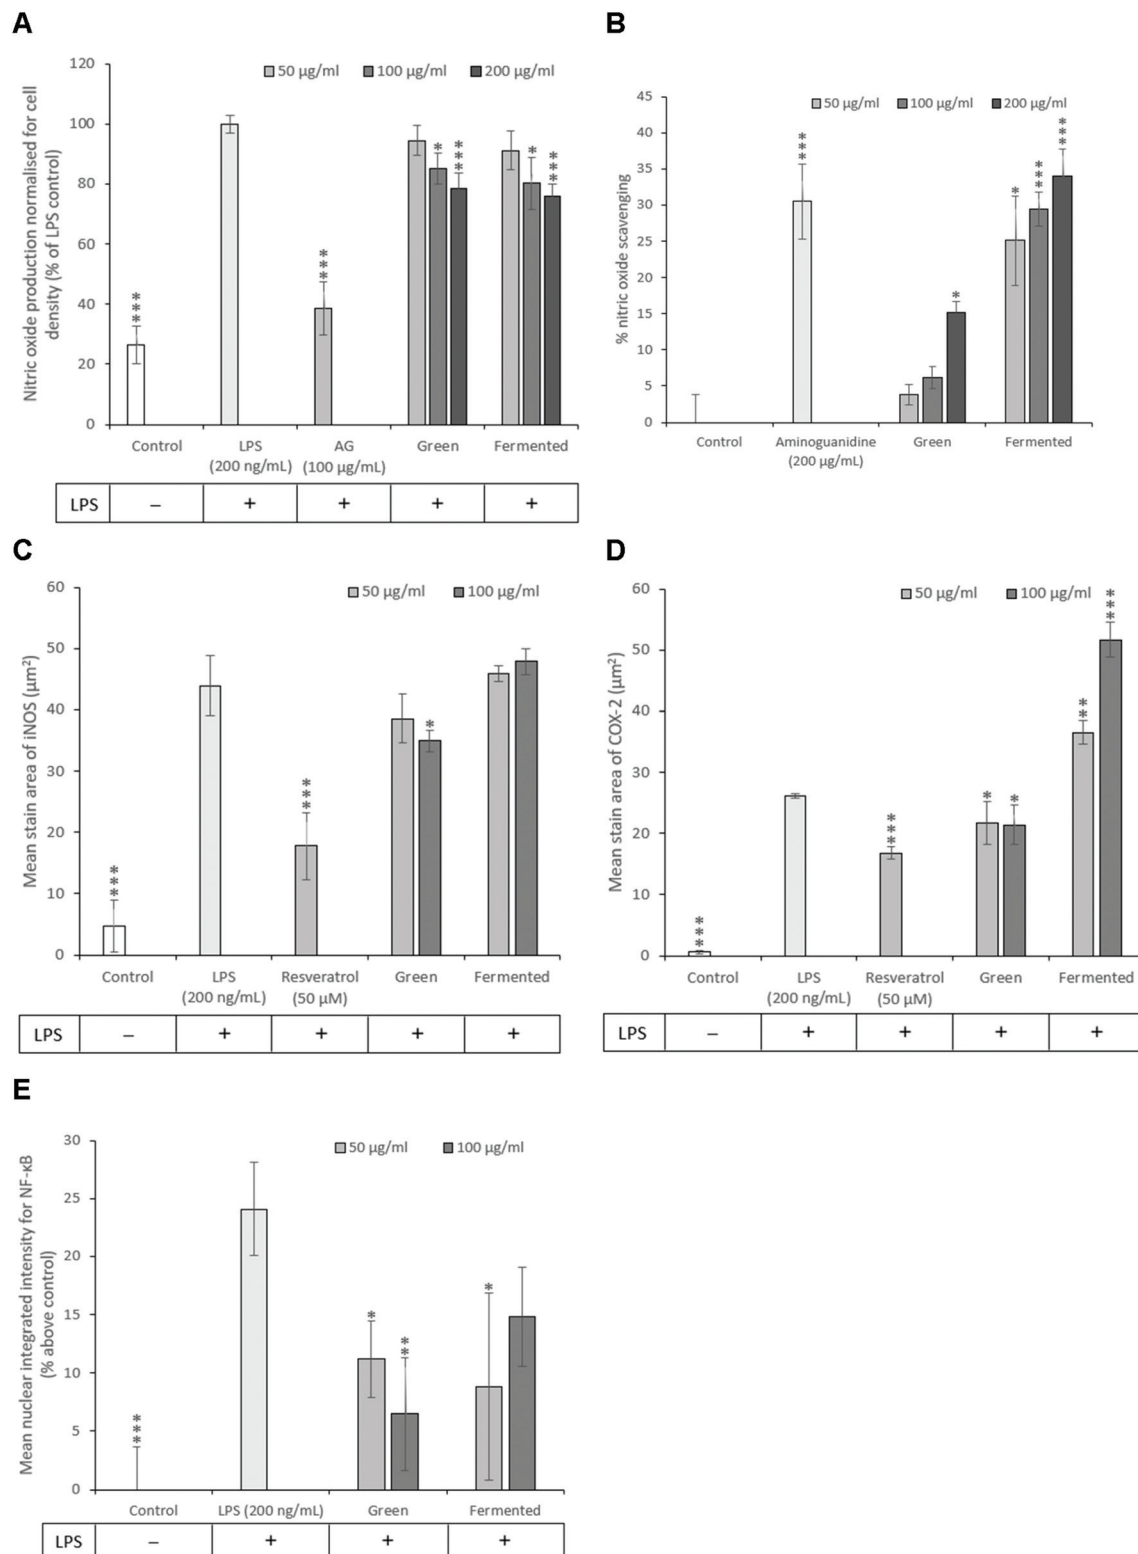 A
Nitric oxide production normalised for cell
density (% of LPS control)
120
100
80
60
40
20
0
50 µg/ml 100 µg/ml 200 µg/ml
***
***
* ***
* ***
Control LPS AG Green Fermented
(200 ng/mL) (100 µg/mL)
LPS – + + + +
B
% nitric oxide scavenging
45
40
35
30
25
20
15
10
5
0
50 µg/ml 100 µg/ml 200 µg/ml
***
*
* *** ***
Control Aminoguanidine Green Fermented
(200 µg/mL)
C
Mean stain area of iNOS (µm²)
60
50
40
30
20
10
0
50 µg/ml 100 µg/ml
***
***
*
Control LPS Resveratrol Green Fermented
(200 ng/mL) (50 µM)
LPS – + + + +
D
Mean stain area of COX-2 (µm²)
60
50
40
30
20
10
0
50 µg/ml 100 µg/ml
***
***
* *
** ***
Control LPS Resveratrol Green Fermented
(200 ng/mL) (50 µM)
LPS – + + + +
E
Mean nuclear integrated intensity for NF-κB
(% above control)
30
25
20
15
10
5
0
50 µg/ml 100 µg/ml
***
* **
*
Control LPS (200 ng/mL) Green Fermented
LPS – + + +